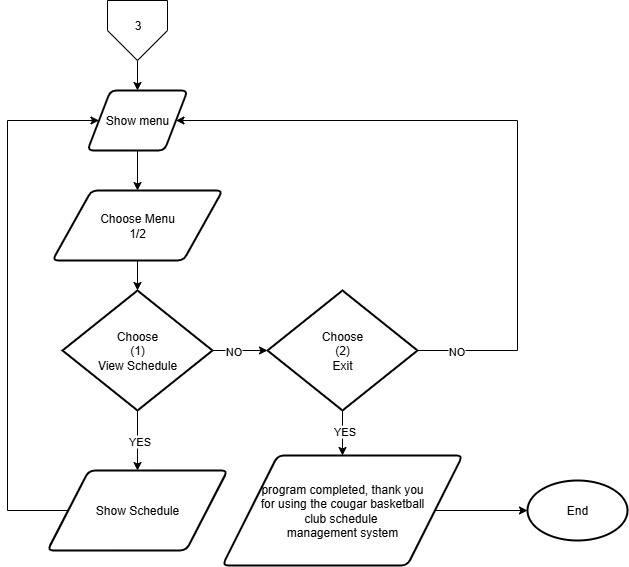 3
Show menu
Choose Menu
1/2
Choose
(1)
View Schedule
NO
Choose
(2)
Exit
NO
YES
YES
Show Schedule
program completed, thank you
for using the cougar basketball
club schedule
management system
End